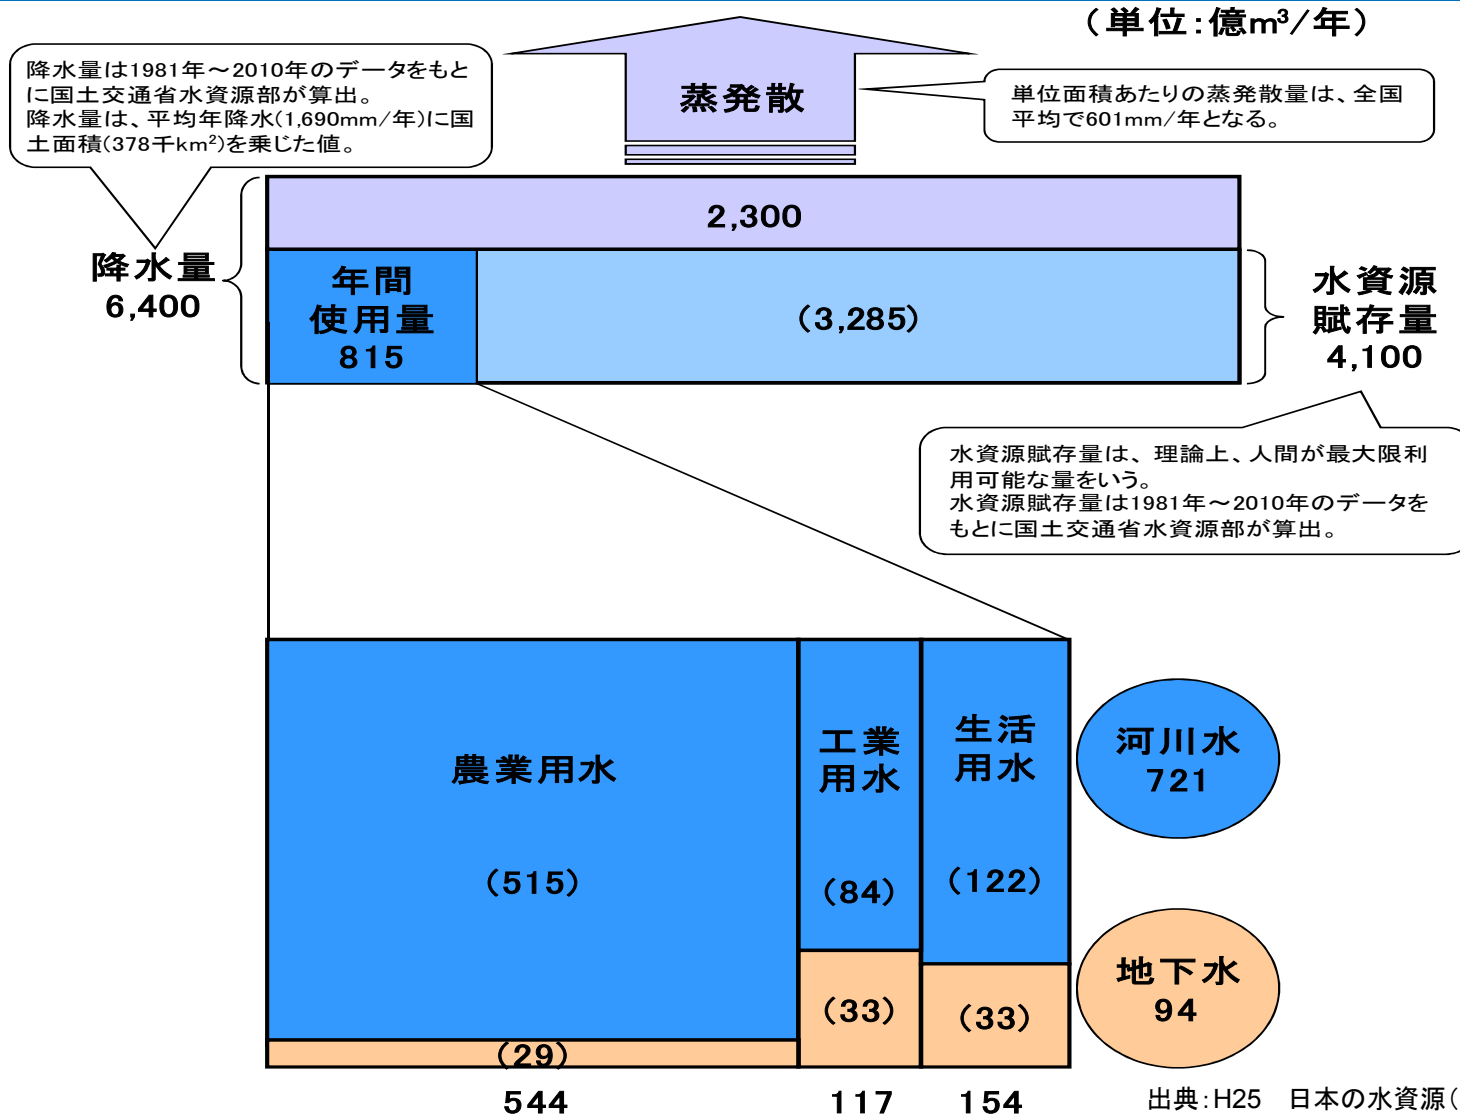 （単位：億m³/年）
降水量は1981年～2010年のデータをもと
に国土交通省水資源部が算出。
降水量は、平均年降水(1,690mm/年)に国
土面積(378千km²)を乗じた値。
蒸発散
単位面積あたりの蒸発散量は、全国
平均で601mm/年となる。
2,300
降水量
6,400
年間
使用量
815
（3,285）
水資源
賦存量
4,100
水資源賦存量は、理論上、人間が最大限利
用可能な量をいう。
水資源賦存量は1981年～2010年のデータを
もとに国土交通省水資源部が算出。
農業用水
（515）
工業
用水
（84）
生活
用水
（122）
河川水
721
（29）
（33）
（33）
地下水
94
544
117
154
出典：H25　日本の水資源（